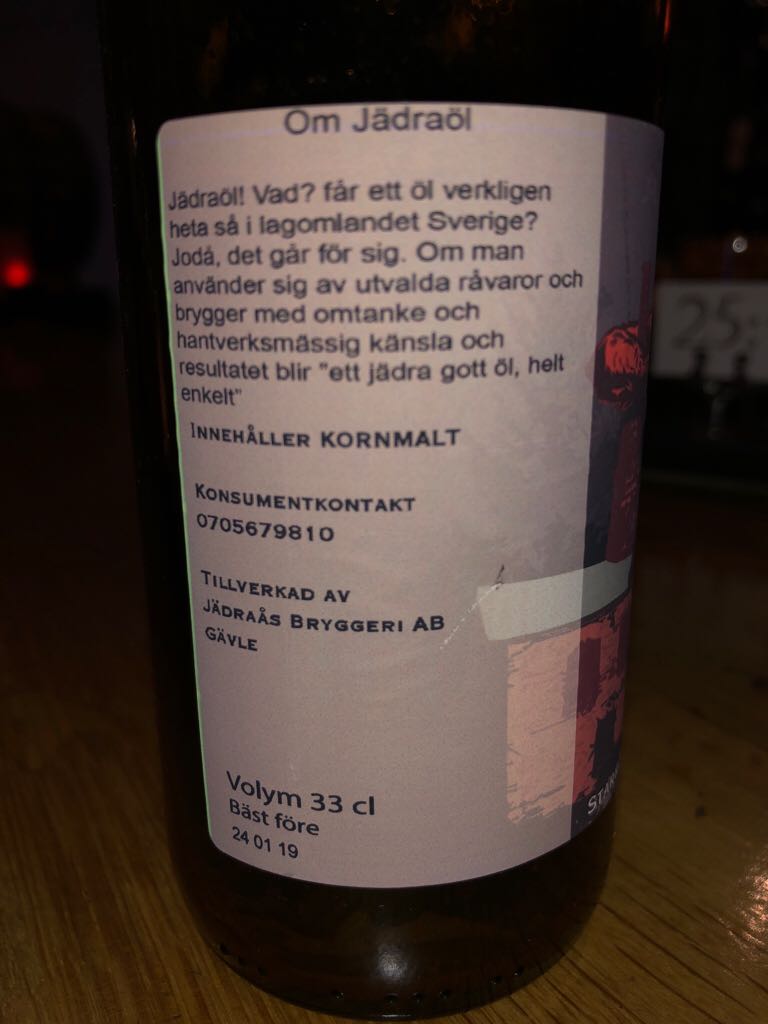 Om Jädraöl
Jädraöl! Vad? får ett öl verkligen
heta så i lagomlandet Sverige?
Jodå, det går för sig. Om man
använder sig av utvalda råvaror och
brygger med omtanke och
hantverksmässig känsla och
resultatet blir "ett jädra gott öl, helt
enkelt"
INNEHÅLLER KORNMALT
KONSUMENTKONTAKT
0705679810
TILLVERKAD AV
JÄDRAÅS BRYGGERI AB
GÄVLE
Volym 33 cl
Bäst före
24 01 19
25: